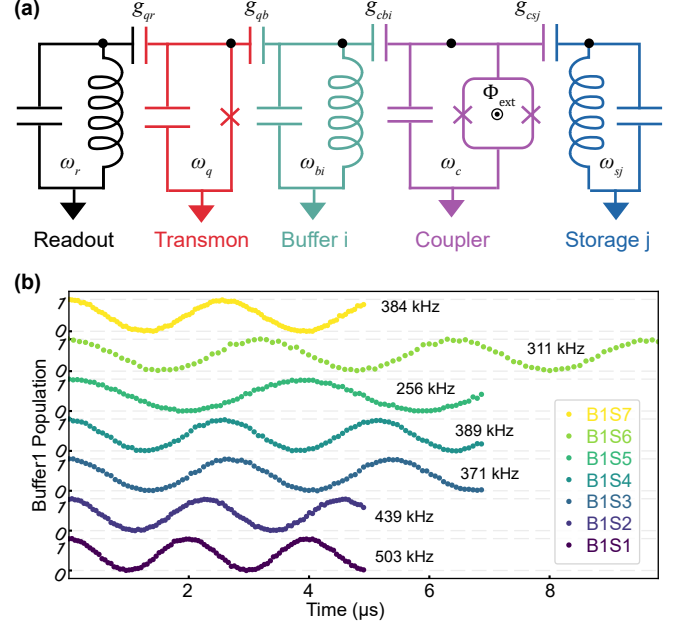 (a)
g_qr g_qb g_cbi g_csj
Φ_ext
ω_r ω_q ω_bi ω_c ω_sj
Readout Transmon Buffer i Coupler Storage j
(b)
Buffer1 Population
1
0
384 kHz
1
0
311 kHz
1
0
256 kHz
1
0
389 kHz
1
0
371 kHz
1
0
439 kHz
1
0
503 kHz
B1S7
B1S6
B1S5
B1S4
B1S3
B1S2
B1S1
2 4 6 8
Time (μs)